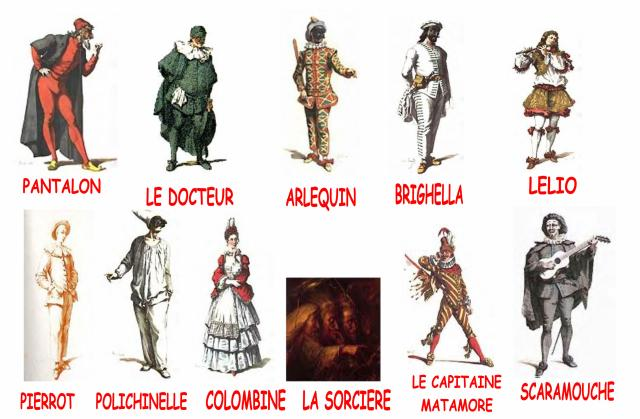 PANTALON
LE DOCTEUR
ARLEQUIN
BRIGHELLA
LELIO
PIERROT
POLICHINELLE
COLOMBINE
LA SORCIERE
LE CAPITAINE
MATAMORE
SCARAMOUCHE